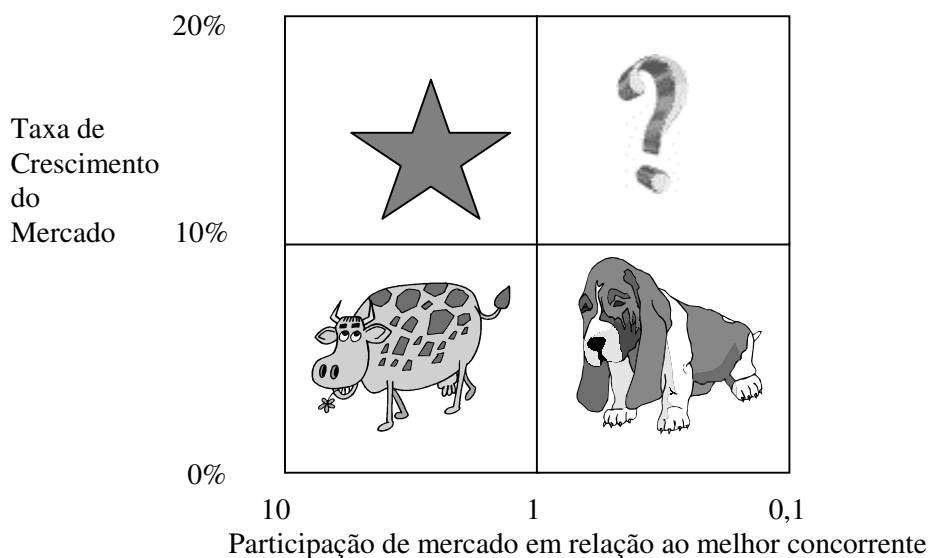 20%
Taxa de
Crescimento
do
Mercado
10%
0%
10 1 0,1
Participação de mercado em relação ao melhor concorrente